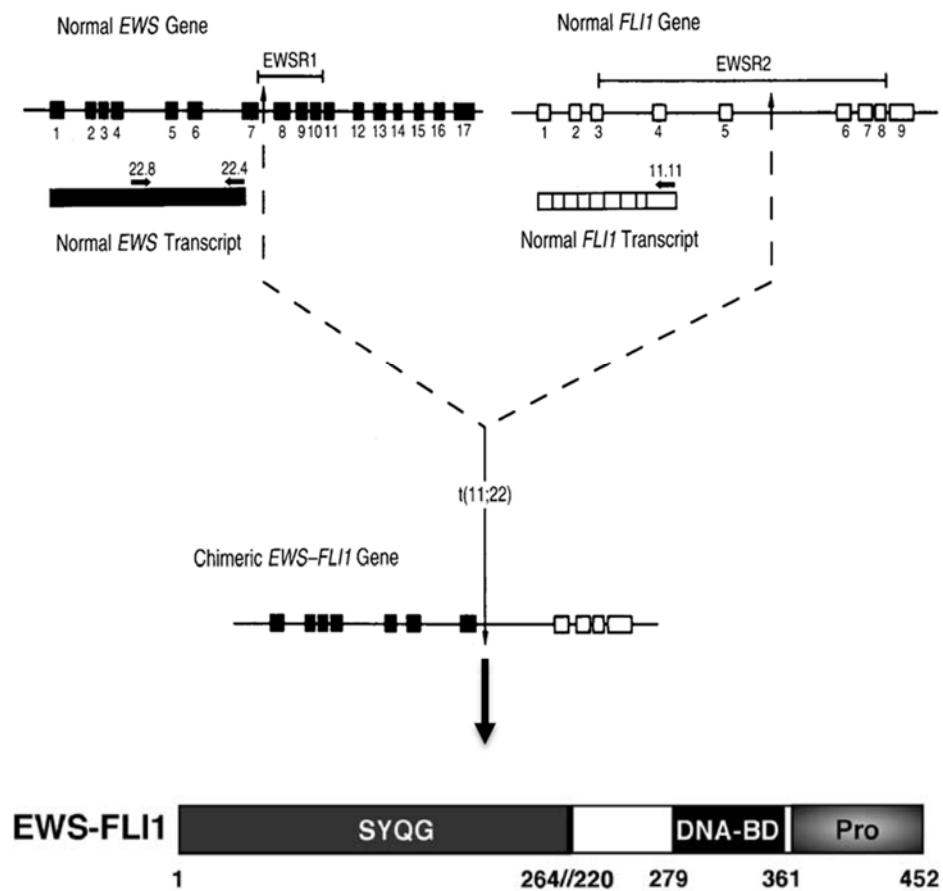 Normal EWS Gene
Normal FLI1 Gene
EWSR1
EWSR2
1 2 3 4 5 6 7 8 9 10 11 12 13 14 15 16 17
1 2 3 4 5 6 7 8 9
22.8 22.4
11.11
Normal EWS Transcript
Normal FLI1 Transcript
t(11;22)
Chimeric EWS–FLI1 Gene
EWS-FLI1 SYQG DNA-BD Pro
1 264//220 279 361 452